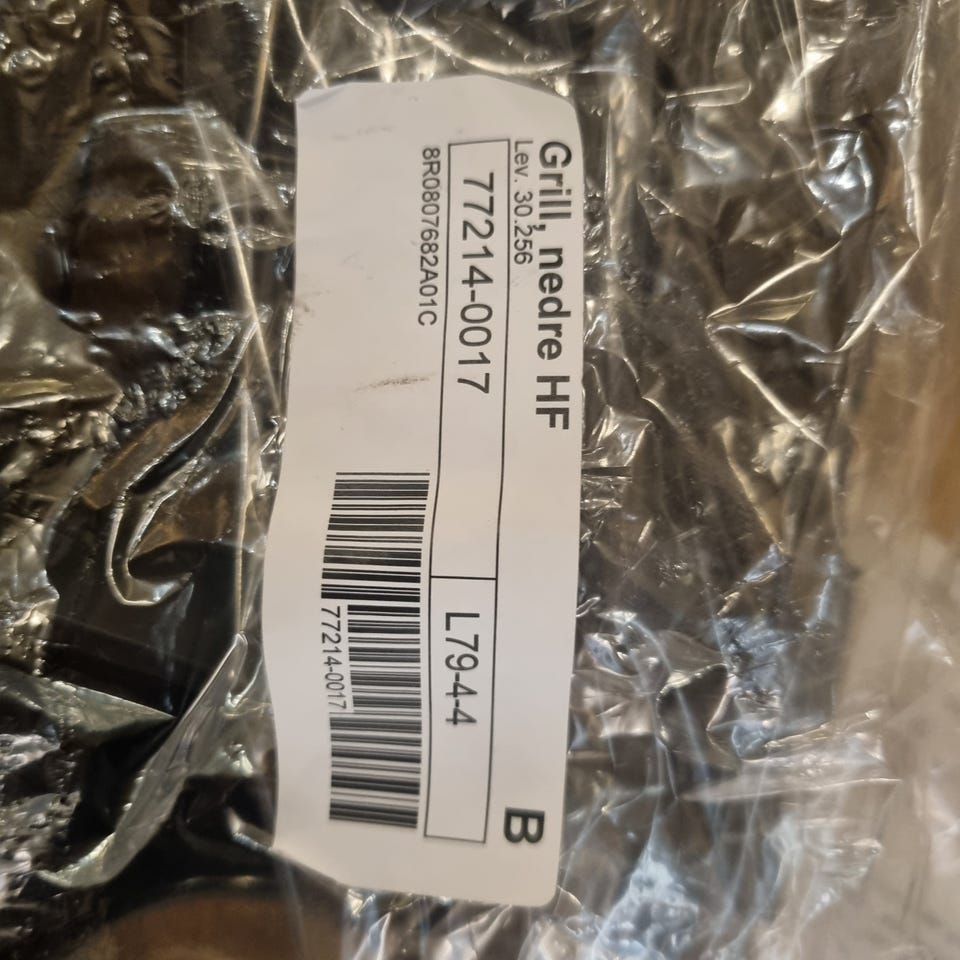 Grill, nedre HF
Lev. 30.256
B
77214-0017
L79-4-4
8R0807682A01C
77214-0017